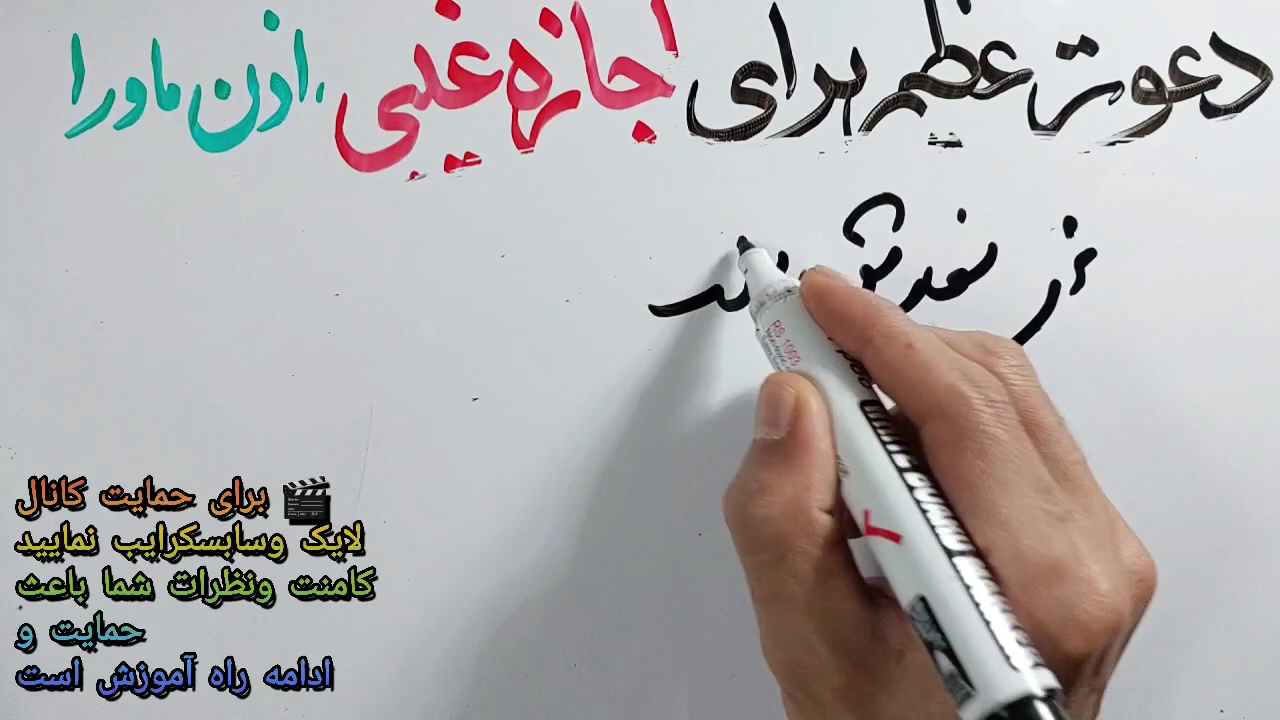 دعوت عظیم برای اجازه غیبی، اذن ماورا
برای حمایت کانال
لایک وسابسکرایب نمایید
کامنت ونظرات شما باعث
حمایت و
ادامه راه آموزش است